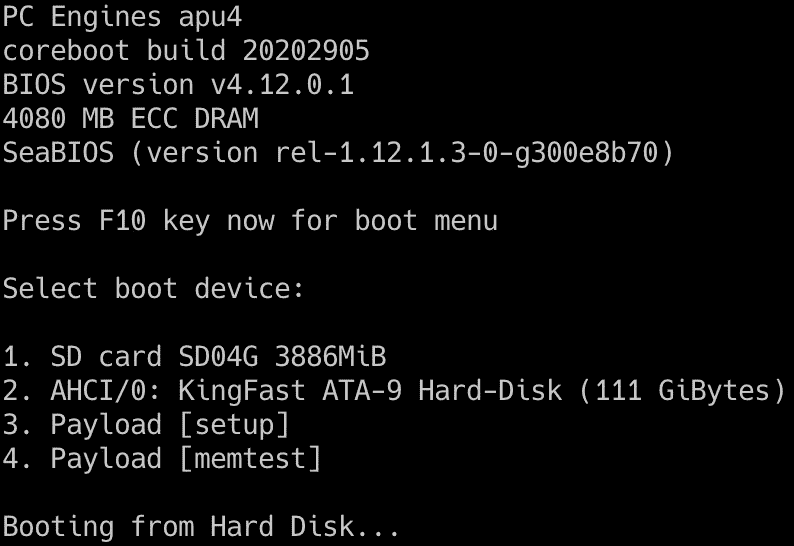 PC Engines apu4
coreboot build 20202905
BIOS version v4.12.0.1
4080 MB ECC DRAM
SeaBIOS (version rel-1.12.1.3-0-g300e8b70)
Press F10 key now for boot menu
Select boot device:
1. SD card SD04G 3886MiB
2. AHCI/0: KingFast ATA-9 Hard-Disk (111 GiBytes)
3. Payload [setup]
4. Payload [memtest]
Booting from Hard Disk...